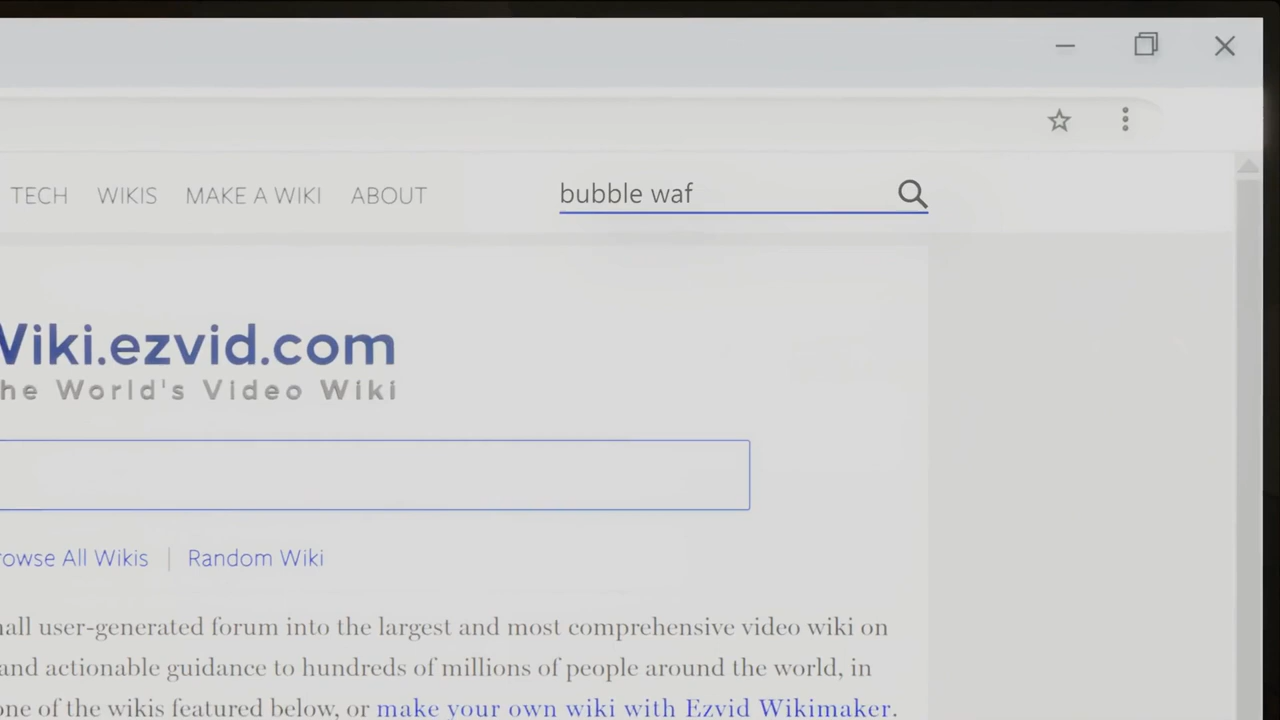 TECH WIKIS MAKE A WIKI ABOUT bubble waf
Wiki.ezvid.com
he World's Video Wiki
rowse All Wikis | Random Wiki
all user-generated forum into the largest and most comprehensive video wiki on
and actionable guidance to hundreds of millions of people around the world, in
one of the wikis featured below, or make your own wiki with Ezvid Wikimaker.